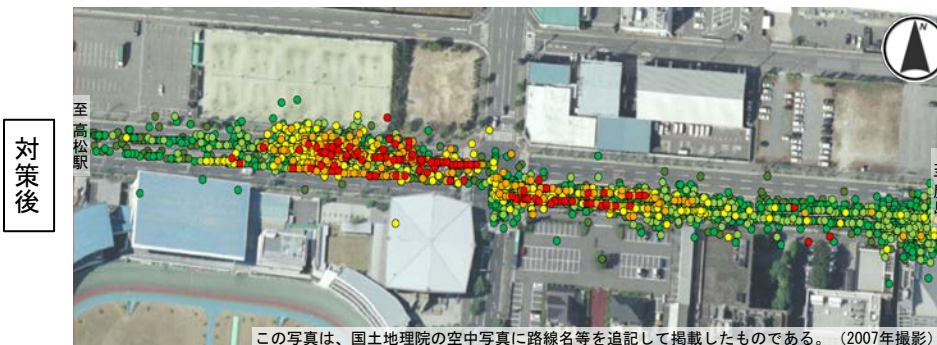 対策後
至 高松駅
N
至
この写真は、国土地理院の空中写真に路線名等を追記して掲載したものである。（2007年撮影）